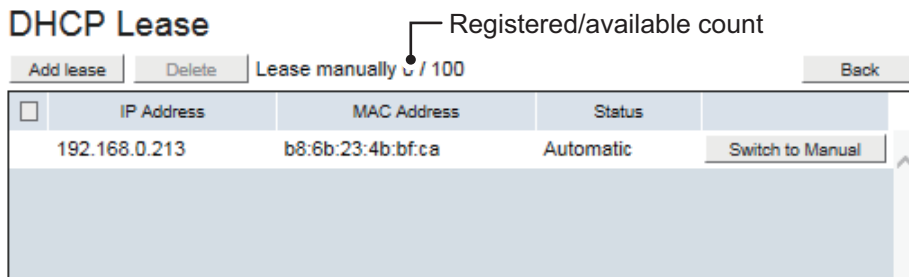 DHCP Lease
Registered/available count
Add lease Delete Lease manually / 100 Back
IP Address MAC Address Status
192.168.0.213 b8:6b:23:4b:bf:ca Automatic Switch to Manual